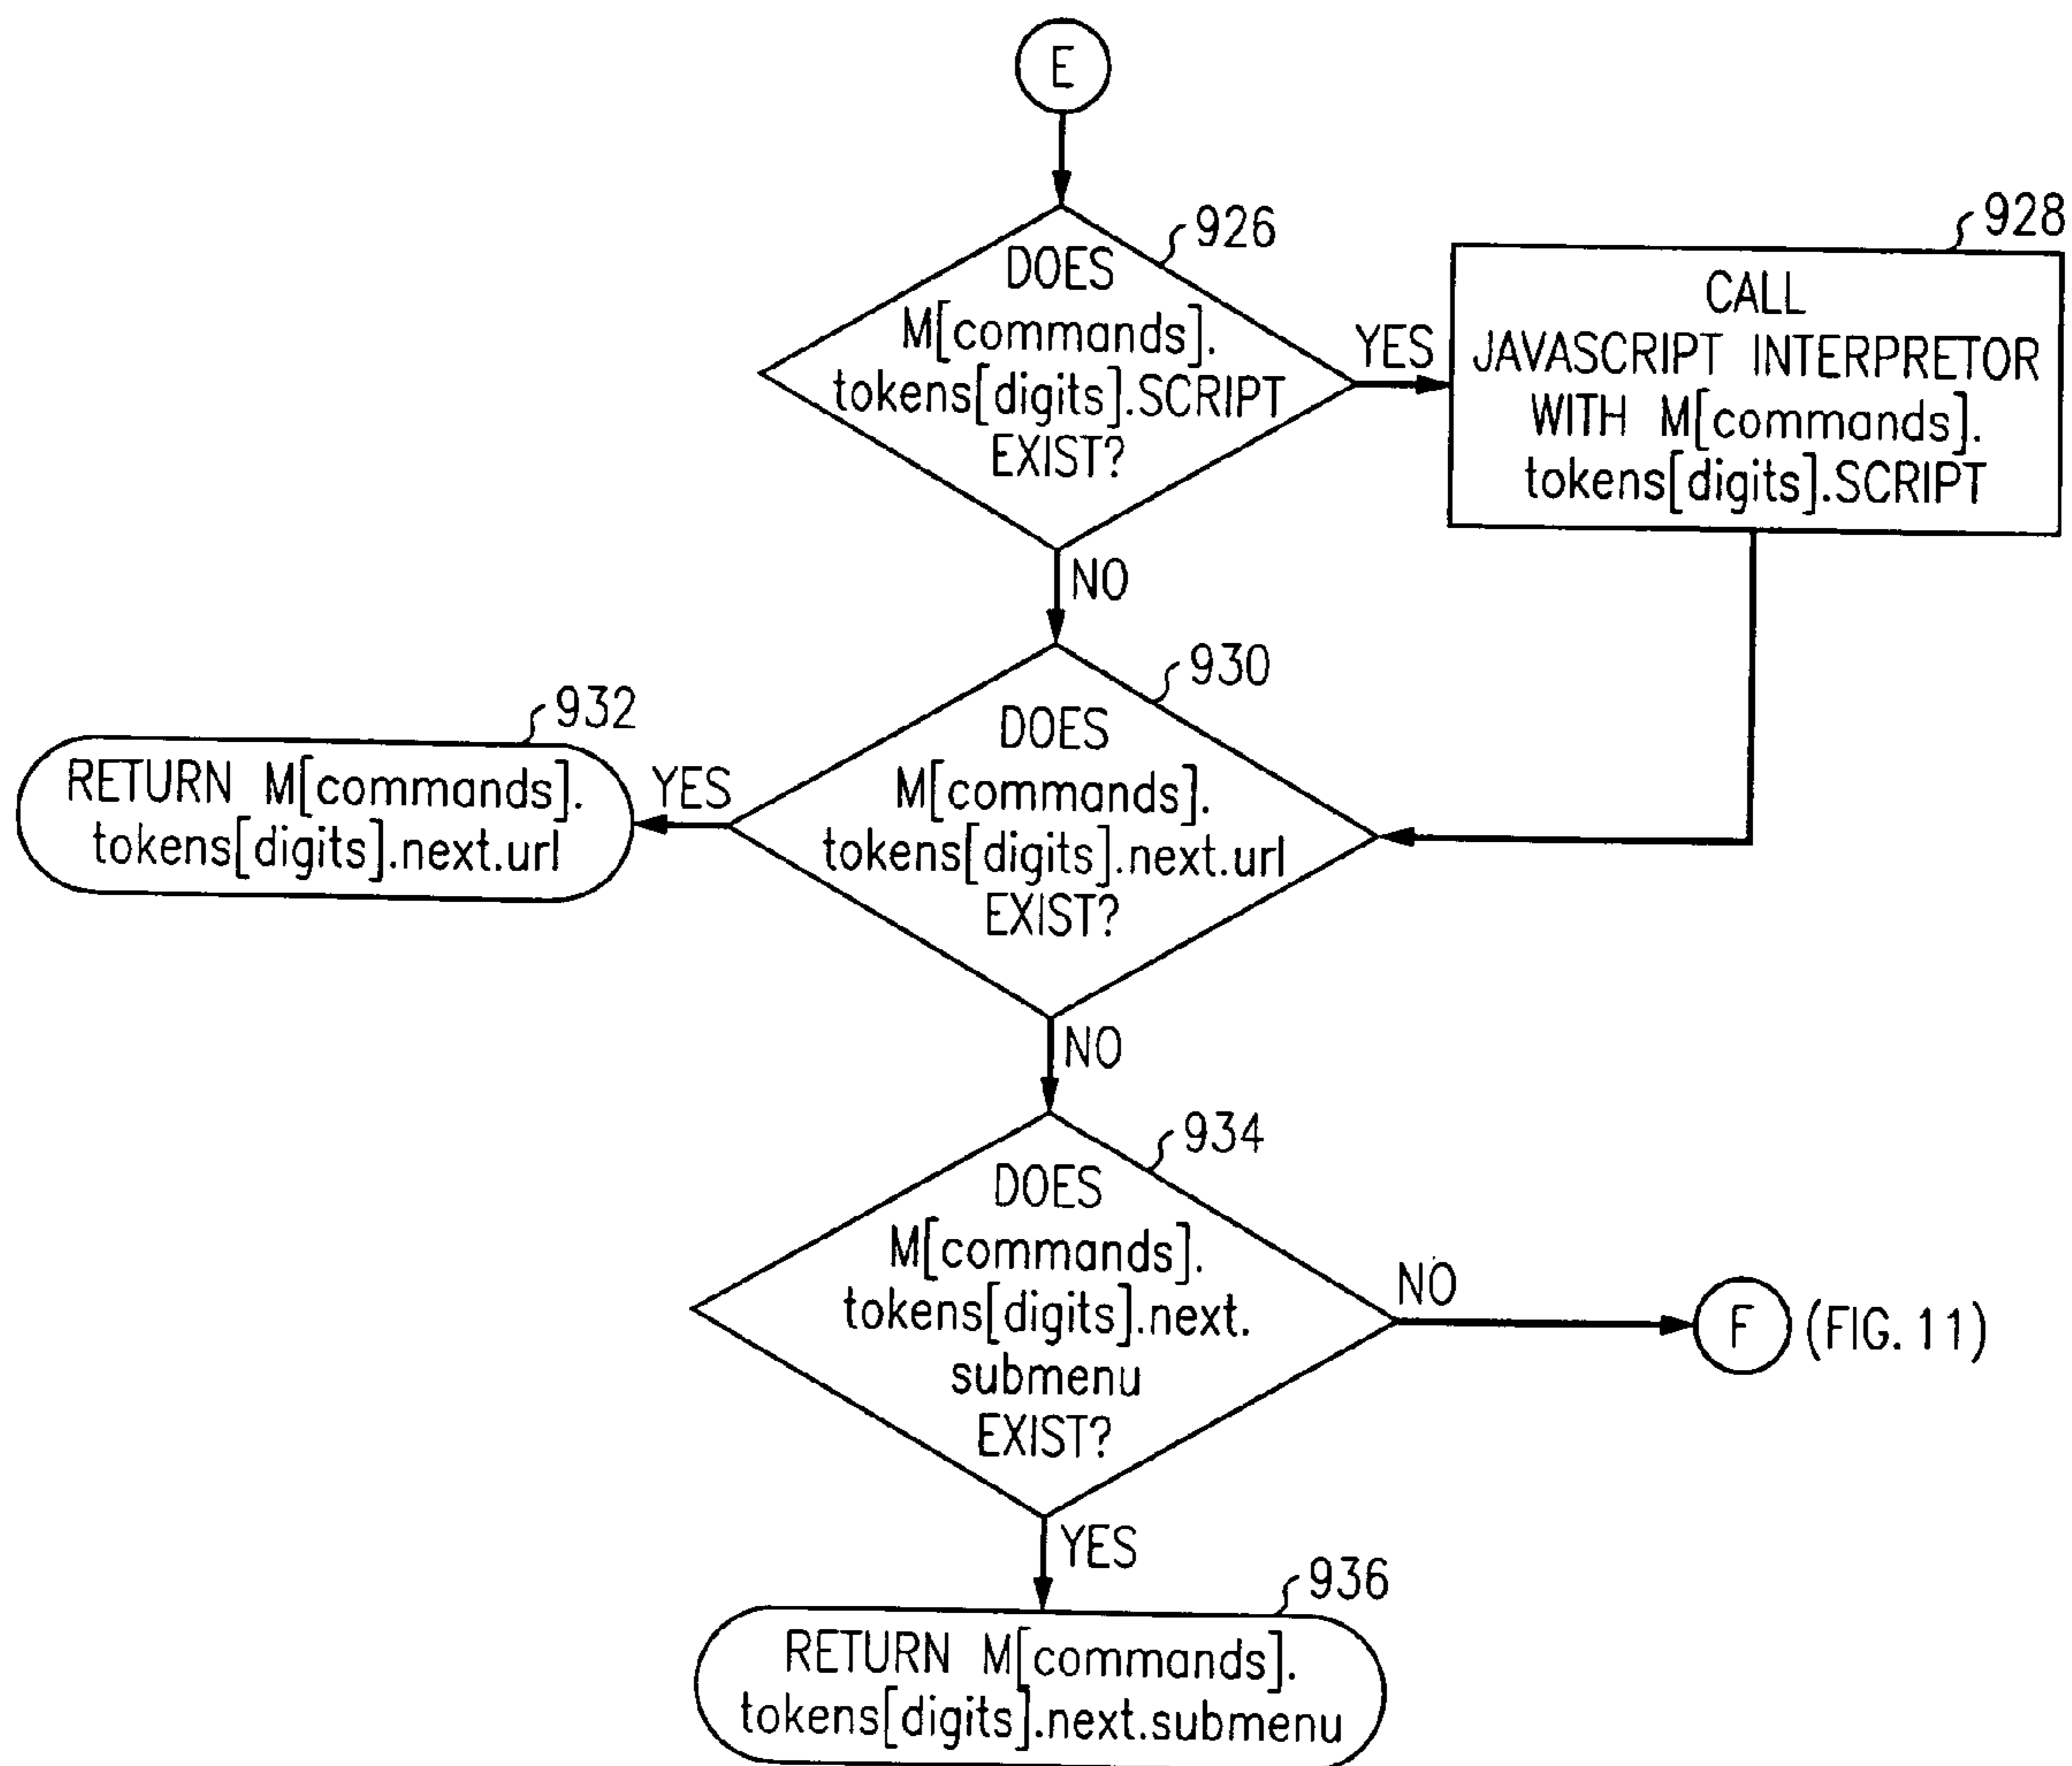 E
926
DOES
M[commands].
tokens[digits].SCRIPT
EXIST?
YES
928
CALL
JAVASCRIPT INTERPRETOR
WITH M[commands].
tokens[digits].SCRIPT
NO
930
DOES
M[commands].
tokens[digits].next.url
EXIST?
YES
932
RETURN M[commands].
tokens[digits].next.url
NO
934
DOES
M[commands].
tokens[digits].next.
submenu
EXIST?
NO
F (FIG. 11)
YES
936
RETURN M[commands].
tokens[digits].next.submenu